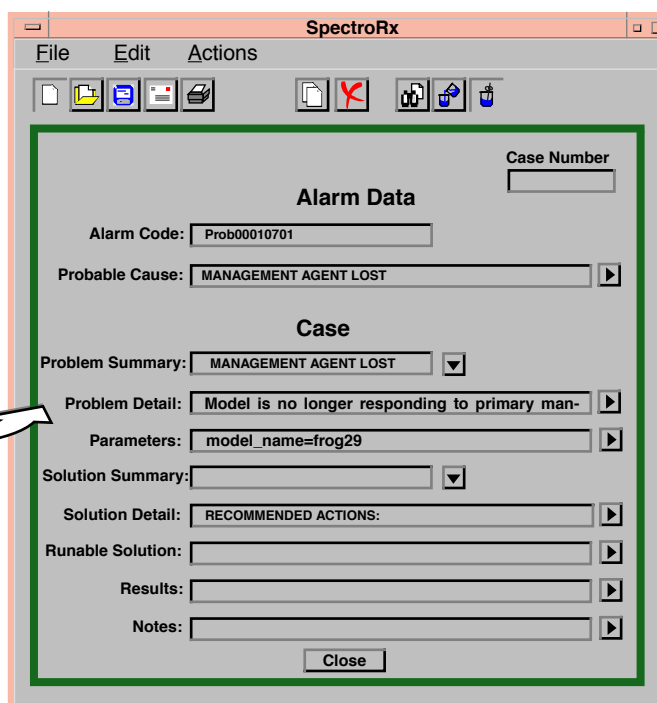 SpectroRx
File Edit Actions
Case Number
Alarm Data
Alarm Code: Prob00010701
Probable Cause: MANAGEMENT AGENT LOST
Case
Problem Summary: MANAGEMENT AGENT LOST
Problem Detail: Model is no longer responding to primary man-
Parameters: model_name=frog29
Solution Summary:
Solution Detail: RECOMMENDED ACTIONS:
Runable Solution:
Results:
Notes:
Close